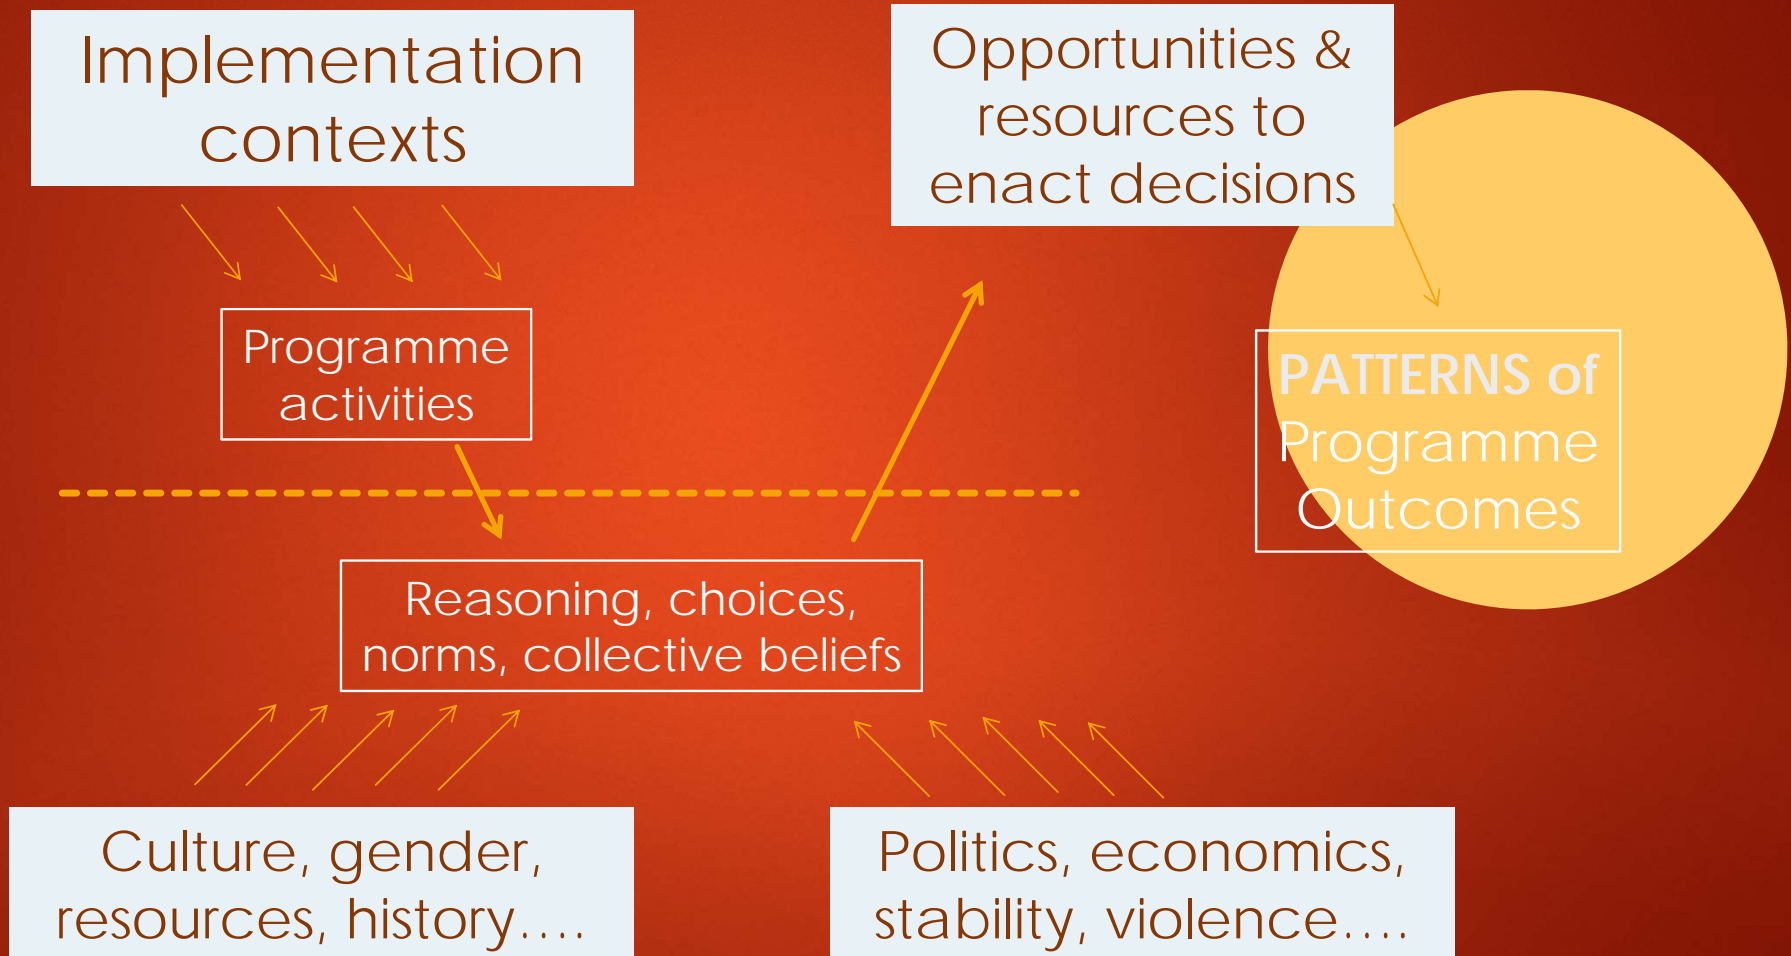 Implementation
contexts
Opportunities &
resources to
enact decisions
Programme
activities
PATTERNS of
Programme
Outcomes
Reasoning, choices,
norms, collective beliefs
Culture, gender,
resources, history....
Politics, economics,
stability, violence....